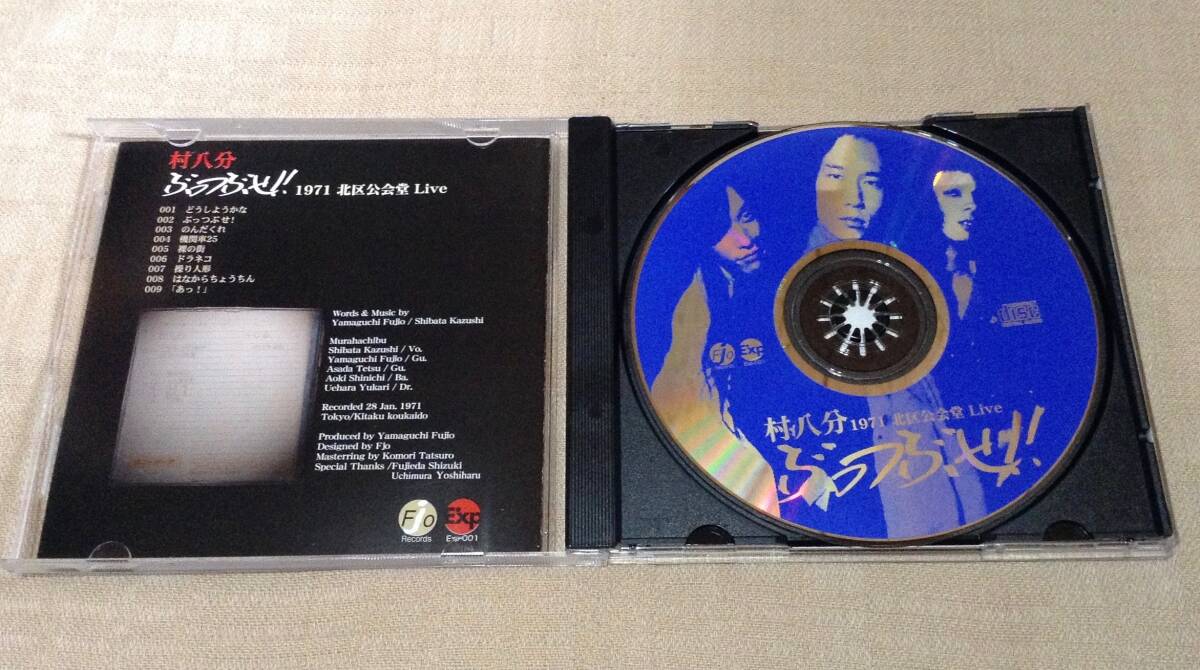 村八分
ぶっつぶせ!! 1971 北区公会堂 Live
001 どうしようかな
002 ぶっつぶせ!
003 のんだくれ
004 機関車25
005 裸の街
006 ドラネコ
007 操り人形
008 はなからちょうちん
009 「あっ!」
Words & Music by
Yamaguchi Fujio / Shibata Kazushi
Murahachibu
Shibata Kazushi / Vo.
Yamaguchi Fujio / Gu.
Asada Tetsu / Gu.
Aoki Shinichi / Ba.
Uehara Yukari / Dr.
Recorded 28 Jan. 1971
Tokyo/Kitaku koukaido
Produced by Yamaguchi Fujio
Designed by FJo
Masterring by Komori Tatsuro
Special Thanks /Fujieda Shizuki
Uchimura Yoshiharu
FJo
Records
Exp
Exp001
disc
FJo
Exp
村八分 1971 北区公会堂 Live
ぶっつぶせ!!